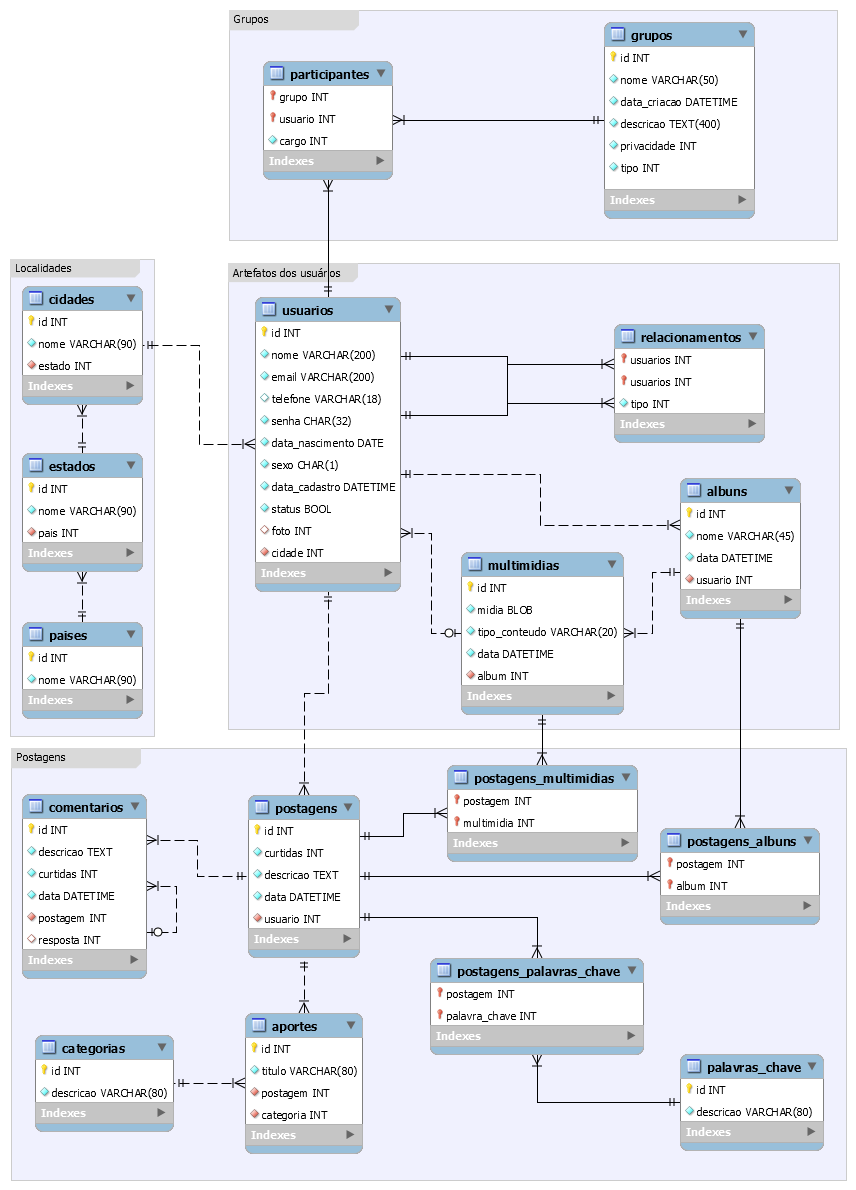 Grupos
participantes
grupo INT
usuario INT
cargo INT
Indexes
grupos
id INT
nome VARCHAR(50)
data_criacao DATETIME
descricao TEXT(400)
privacidade INT
tipo INT
Indexes
Localidades
cidades
id INT
nome VARCHAR(90)
estado INT
Indexes
estados
id INT
nome VARCHAR(90)
pais INT
Indexes
paises
id INT
nome VARCHAR(90)
Indexes
Artefatos dos usuários
usuarios
id INT
nome VARCHAR(200)
email VARCHAR(200)
telefone VARCHAR(18)
senha CHAR(32)
data_nascimento DATE
sexo CHAR(1)
data_cadastro DATETIME
status BOOL
foto INT
cidade INT
Indexes
relacionamentos
usuarios INT
usuarios INT
tipo INT
Indexes
albuns
id INT
nome VARCHAR(45)
data DATETIME
usuario INT
Indexes
multimidias
id INT
midia BLOB
tipo_conteudo VARCHAR(20)
data DATETIME
album INT
Indexes
Postagens
comentarios
id INT
descricao TEXT
curtidas INT
data DATETIME
postagem INT
resposta INT
Indexes
postagens
id INT
curtidas INT
descricao TEXT
data DATETIME
usuario INT
Indexes
postagens_multimidias
postagem INT
multimidia INT
Indexes
postagens_albuns
postagem INT
album INT
Indexes
postagens_palavras_chave
postagem INT
palavra_chave INT
Indexes
categorias
id INT
descricao VARCHAR(80)
Indexes
aportes
id INT
titulo VARCHAR(80)
postagem INT
categoria INT
Indexes
palavras_chave
id INT
descricao VARCHAR(80)
Indexes